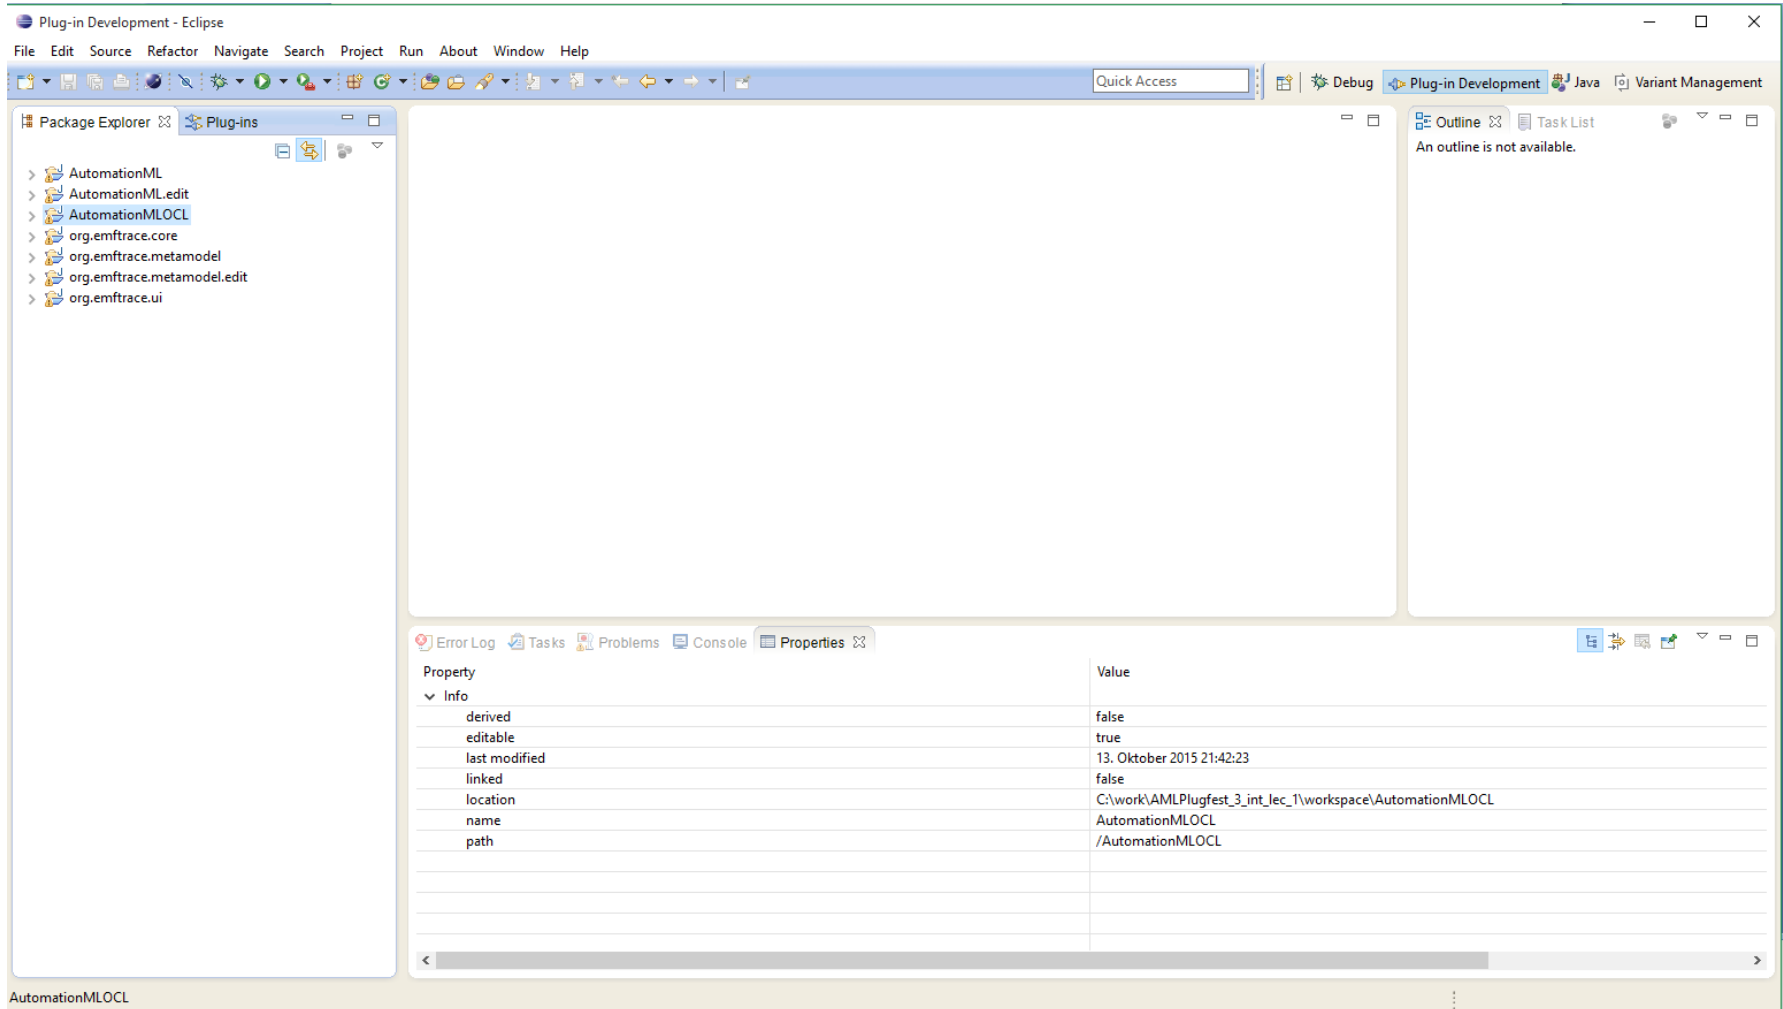 Plug-in Development - Eclipse
File Edit Source Refactor Navigate Search Project Run About Window Help
Quick Access Debug Plug-in Development Java Variant Management
Package Explorer Plug-ins
AutomationML
AutomationML.edit
AutomationMLOCL
org.emftrace.core
org.emftrace.metamodel
org.emftrace.metamodel.edit
org.emftrace.ui
Outline Task List
An outline is not available.
Error Log Tasks Problems Console Properties
Property Value
Info
derived false
editable true
last modified 13. Oktober 2015 21:42:23
linked false
location C:\work\AMLPlugfest_3_int_lec_1\workspace\AutomationMLOCL
name AutomationMLOCL
path /AutomationMLOCL
AutomationMLOCL